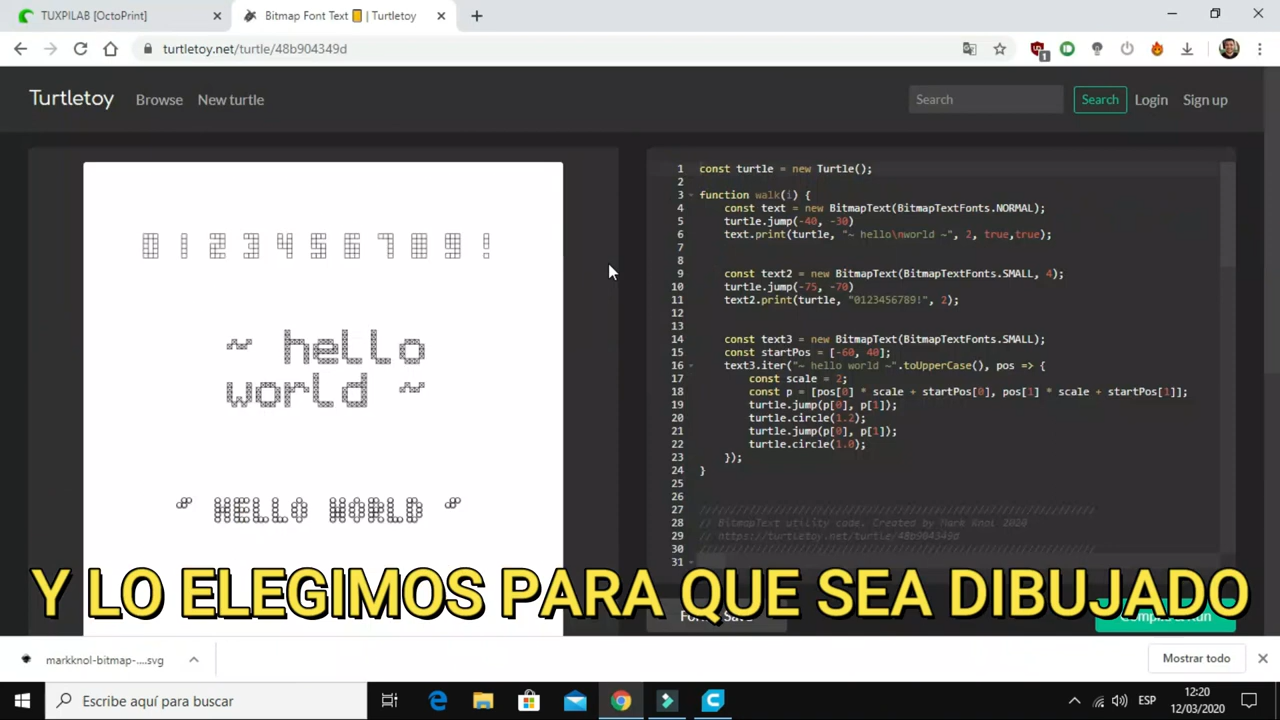 TUXPILAB [OctoPrint]
Bitmap Font Text | Turtletoy
turtletoy.net/turtle/48b904349d
1
Turtletoy
Browse
New turtle
Search
Search
Login
Sign up
0 1 2 3 4 5 6 7 8 9 !
~ hello
world ~
~ HELLO WORLD ~
1 const turtle = new Turtle();
2
3 function walk(i) {
4 const text = new BitmapText(BitmapTextFonts.NORMAL);
5 turtle.jump(-40, -30)
6 text.print(turtle, "~ hello\nworld ~", 2, true,true);
7
8
9 const text2 = new BitmapText(BitmapTextFonts.SMALL, 4);
10 turtle.jump(-75, -70)
11 text2.print(turtle, "0123456789!", 2);
12
13
14 const text3 = new BitmapText(BitmapTextFonts.SMALL);
15 const startPos = [-60, 40];
16 text3.iter("~ hello world ~".toUpperCase(), pos => {
17 const scale = 2;
18 const p = [pos[0] * scale + startPos[0], pos[1] * scale + startPos[1]];
19 turtle.jump(p[0], p[1]);
20 turtle.circle(1.2);
21 turtle.jump(p[0], p[1]);
22 turtle.circle(1.0);
23 });
24 }
25
26
27 ////////////////////////////////////////////////////////////////
28 // BitmapText utility code. Created by Mark Knol 2020
29 // https://turtletoy.net/turtle/48b904349d
30 ////////////////////////////////////////////////////////////////
31
Y LO ELEGIMOS PARA QUE SEA DIBUJADO
markknol-bitmap-....svg
Mostrar todo
Escribe aquí para buscar
ESP
12:20
12/03/2020